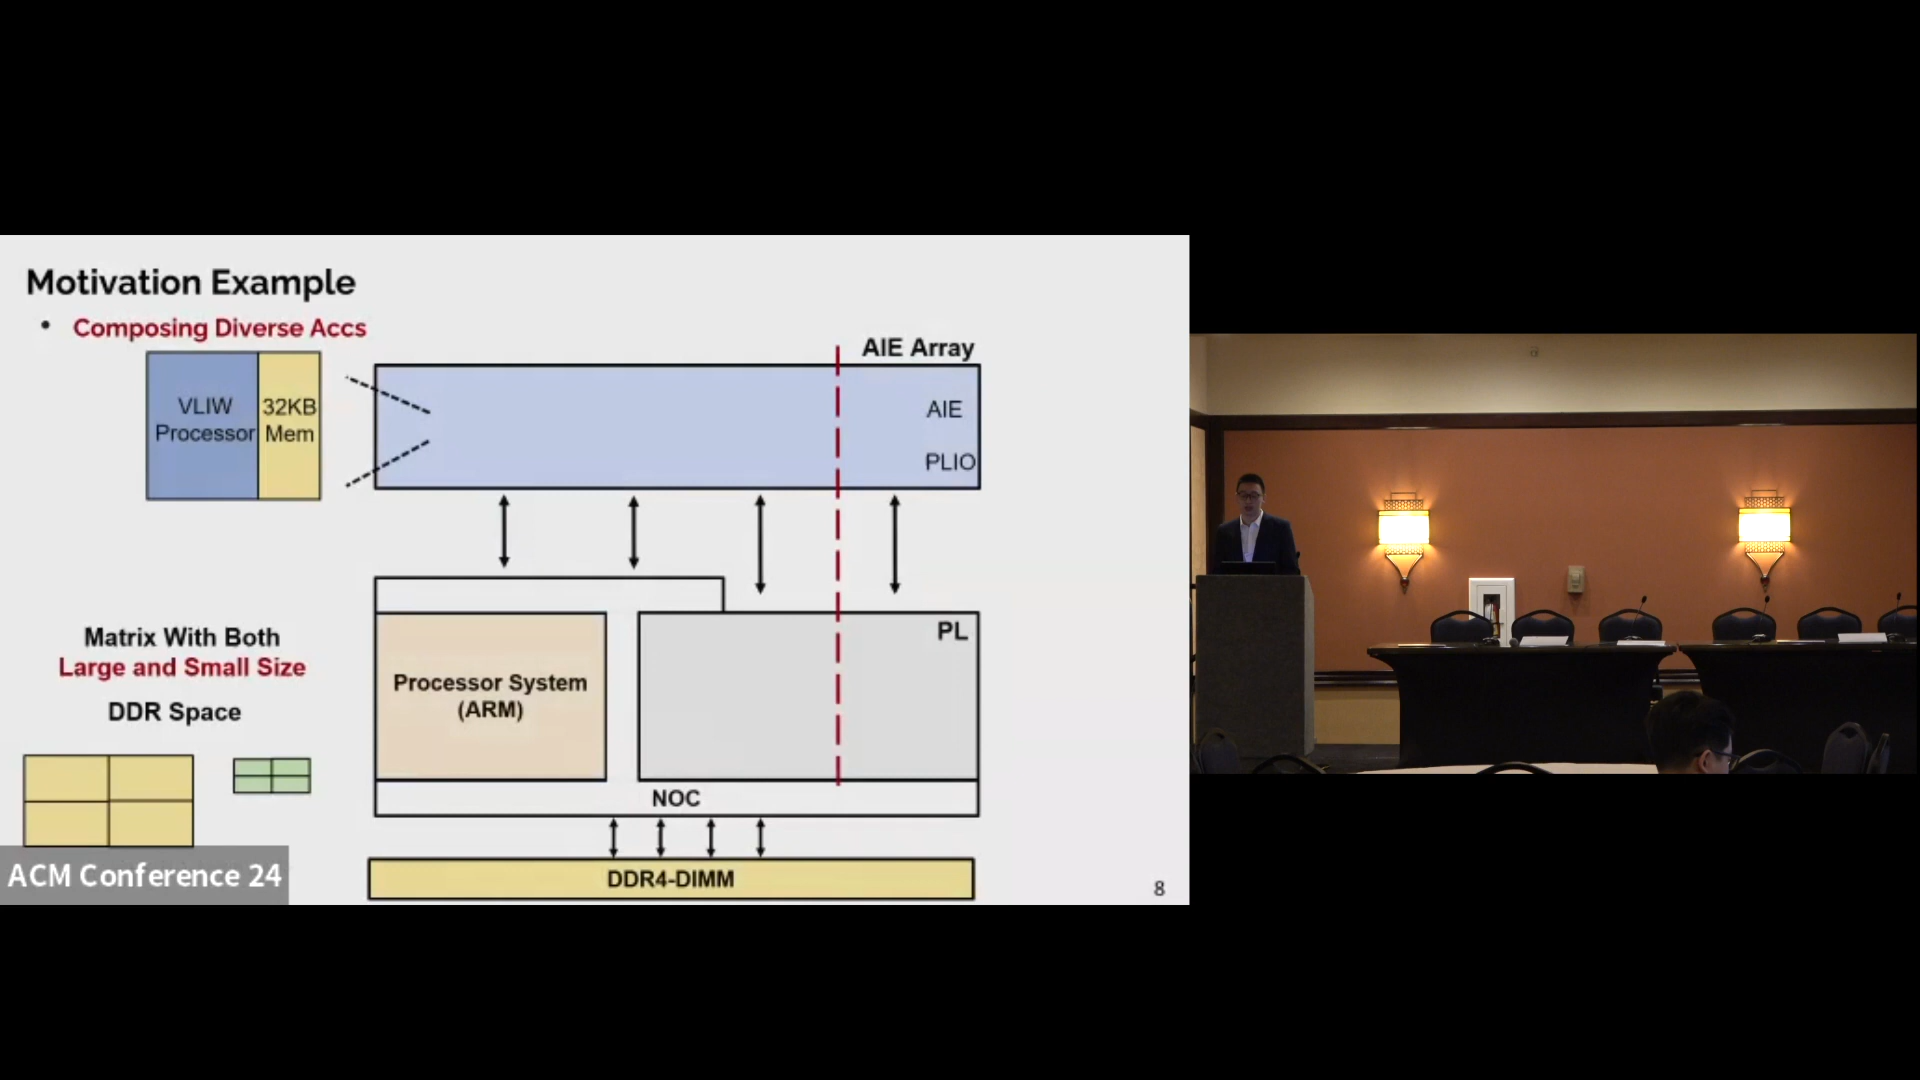 Motivation Example
• Composing Diverse Accs
VLIW
Processor
32KB
Mem
AIE Array
AIE
PLIO
Matrix With Both
Large and Small Size
DDR Space
Processor System
(ARM)
PL
NOC
DDR4-DIMM
ACM Conference 24
8